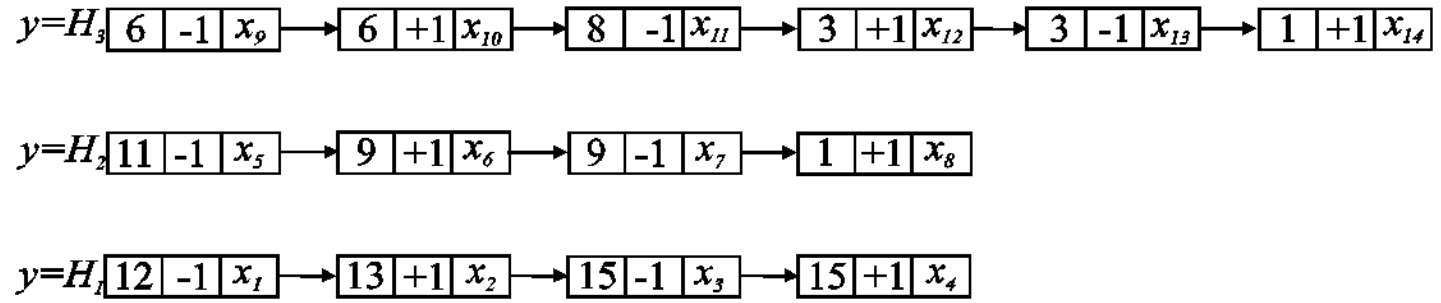 y=H₃ 6 -1 x₉ 6 +1 x₁₀ 8 -1 x₁₁ 3 +1 x₁₂ 3 -1 x₁₃ 1 +1 x₁₄
y=H₂ 11 -1 x₅ 9 +1 x₆ 9 -1 x₇ 1 +1 x₈
y=H₁ 12 -1 x₁ 13 +1 x₂ 15 -1 x₃ 15 +1 x₄